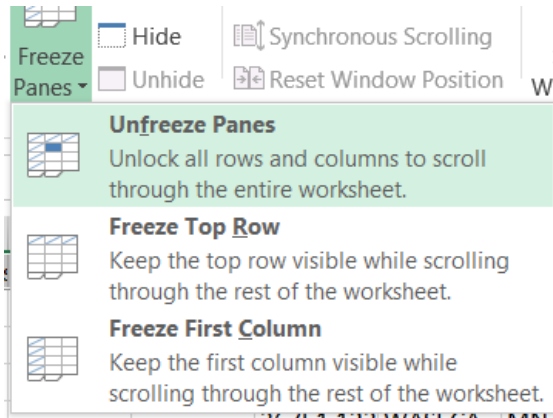 Freeze
Panes
Hide
Unhide
Synchronous Scrolling
Reset Window Position
W
Unfreeze Panes
Unlock all rows and columns to scroll
through the entire worksheet.
Freeze Top Row
Keep the top row visible while scrolling
through the rest of the worksheet.
Freeze First Column
Keep the first column visible while
scrolling through the rest of the worksheet.